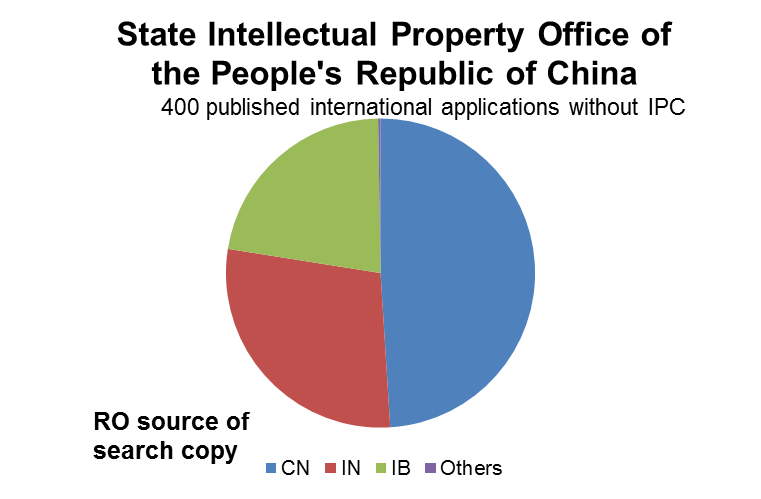 State Intellectual Property Office of
the People's Republic of China
400 published international applications without IPC
RO source of
search copy
CN IN IB Others